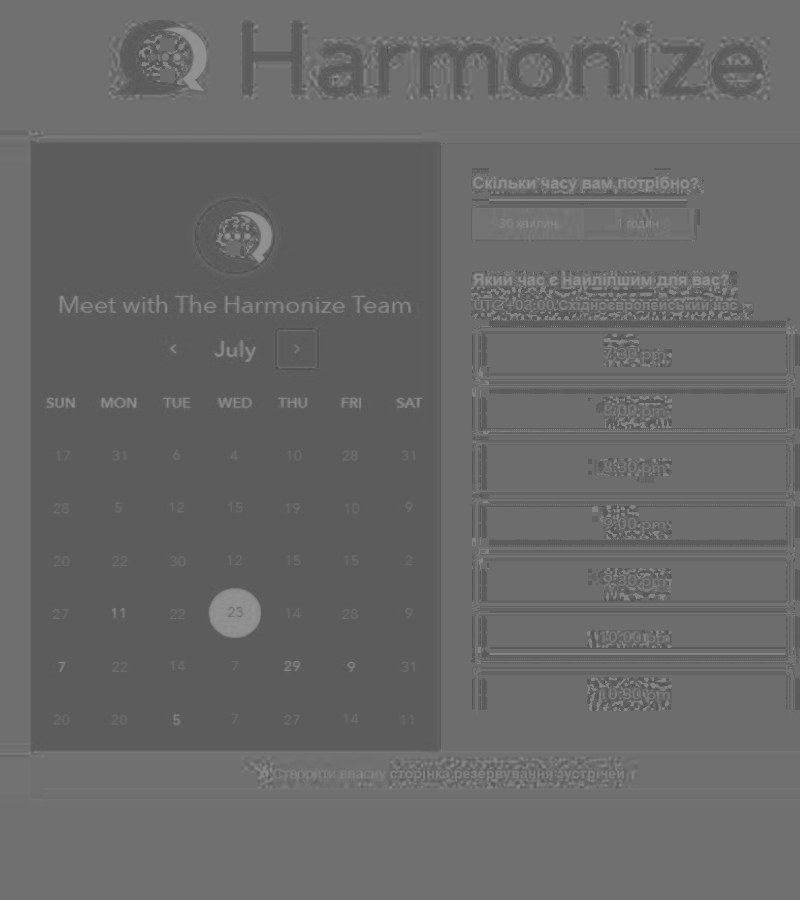 Harmonize
Meet with The Harmonize Team
July
SUN MON TUE WED THU FRI SAT
17 31 6 4 10 28 31
28 5 12 15 19 10 9
20 22 30 12 15 15 2
27 11 22 23 14 28 9
7 22 14 7 29 9 31
20 20 5 7 27 14 11
Скільки часу вам потрібно?
30 хвилин 1 годин
Який час є найліпшим для вас?
UTC+03:00 Східноєвропейський час
7:30 pm
8:00 pm
8:30 pm
9:00 pm
9:30 pm
10:00 pm
10:30 pm
Створити власну сторінка резервування зустрічей